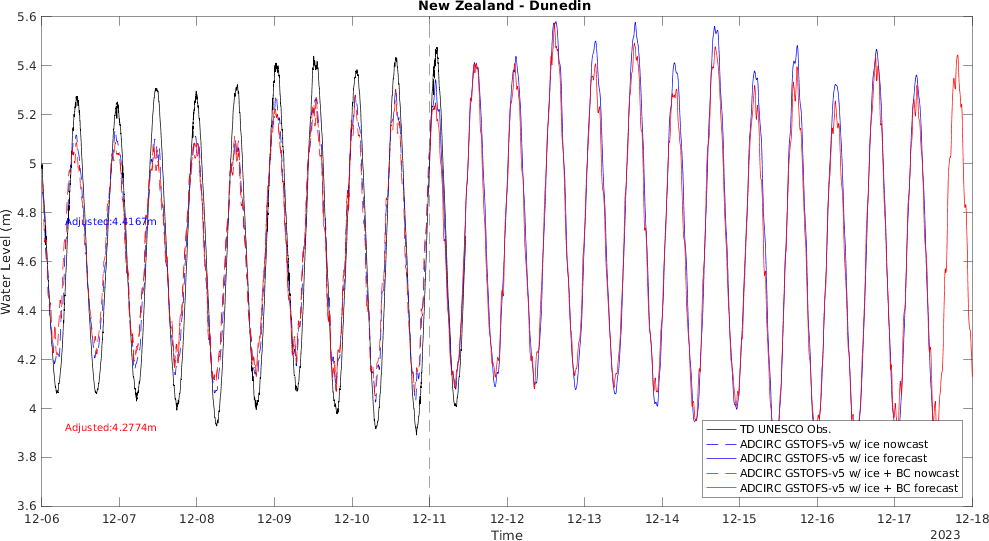 New Zealand - Dunedin
5.6
5.4
5.2
5
4.8
4.6
4.4
4.2
4
3.8
3.6
Water Level (m)
Adjusted:4.4167m
Adjusted:4.2774m
TD UNESCO Obs.
ADCIRC GSTOFS-v5 w/ ice nowcast
ADCIRC GSTOFS-v5 w/ ice forecast
ADCIRC GSTOFS-v5 w/ ice + BC nowcast
ADCIRC GSTOFS-v5 w/ ice + BC forecast
12-06 12-07 12-08 12-09 12-10 12-11 12-12 12-13 12-14 12-15 12-16 12-17 12-18
Time
2023